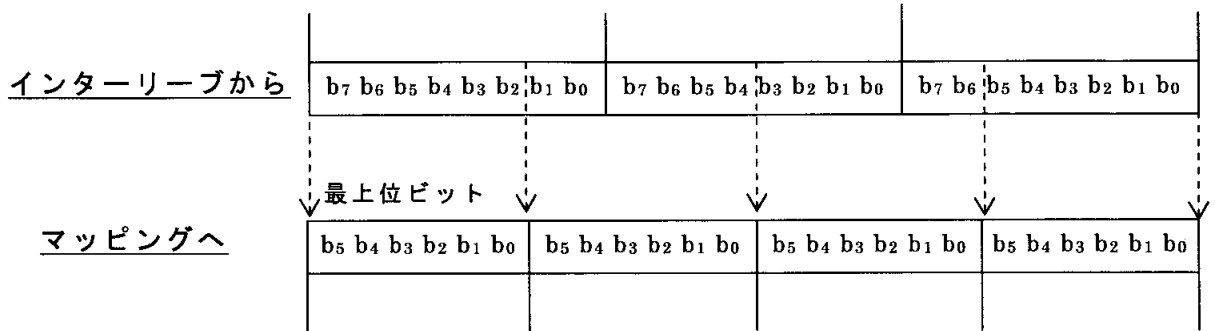 インターリーブから b7 b6 b5 b4 b3 b2 b1 b0 b7 b6 b5 b4 b3 b2 b1 b0 b7 b6 b5 b4 b3 b2 b1 b0
最上位ビット
マッピングへ b5 b4 b3 b2 b1 b0 b5 b4 b3 b2 b1 b0 b5 b4 b3 b2 b1 b0 b5 b4 b3 b2 b1 b0